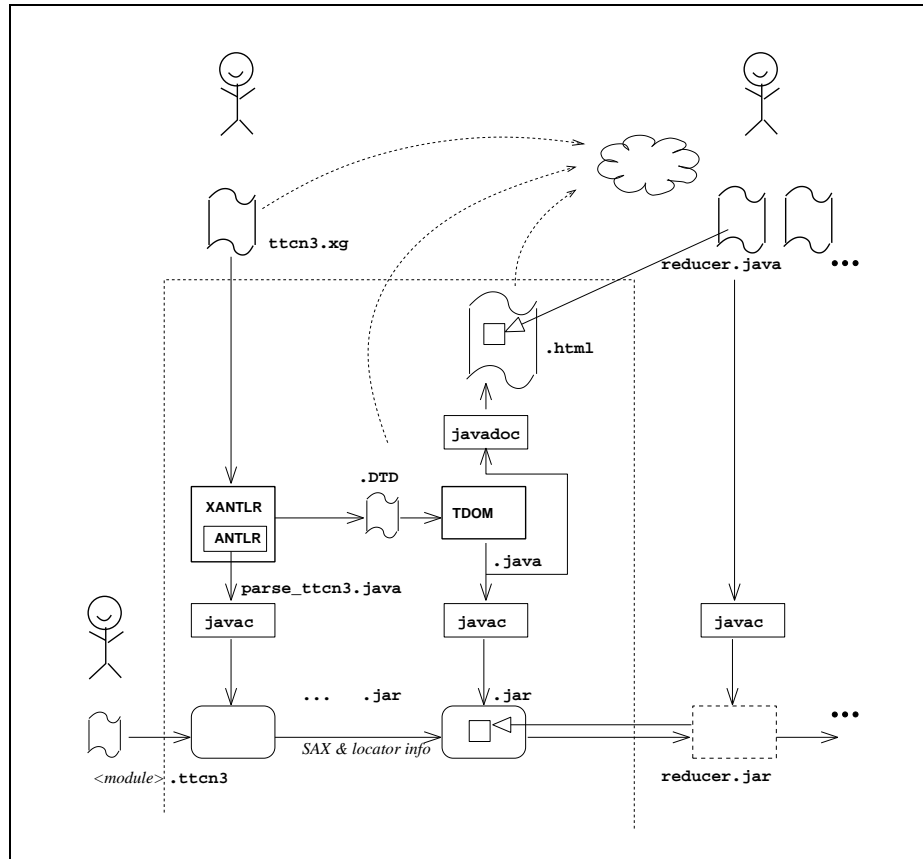 ttcn3.xg
reducer.java
...
.html
javadoc
.DTD
XANTLR
ANTLR
TDOM
.java
parse_ttcn3.java
javac
javac
javac
... .jar
.jar
...
SAX & locator info
<module> .ttcn3
reducer.jar